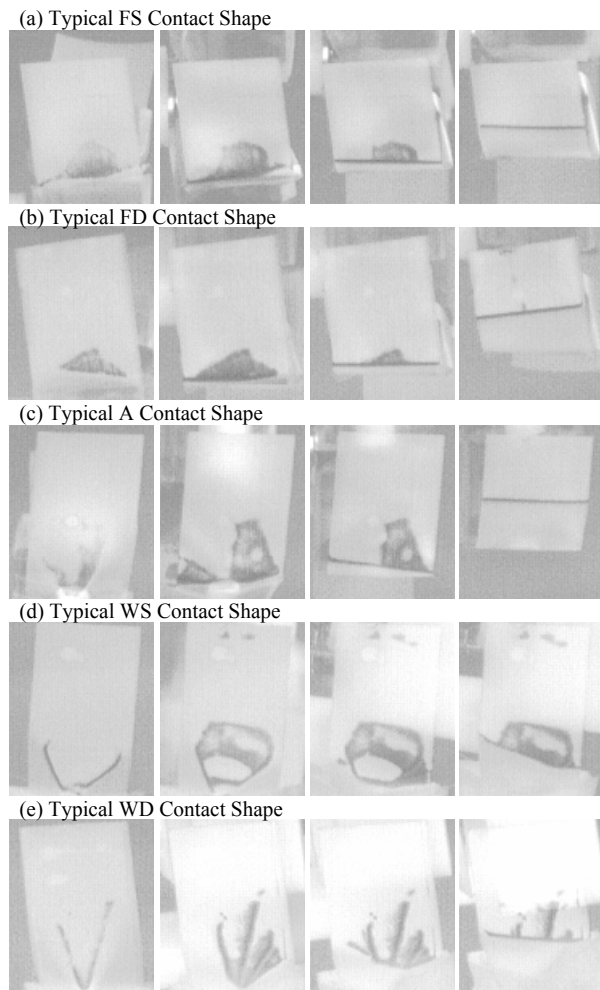 (a) Typical FS Contact Shape
(b) Typical FD Contact Shape
(c) Typical A Contact Shape
(d) Typical WS Contact Shape
(e) Typical WD Contact Shape